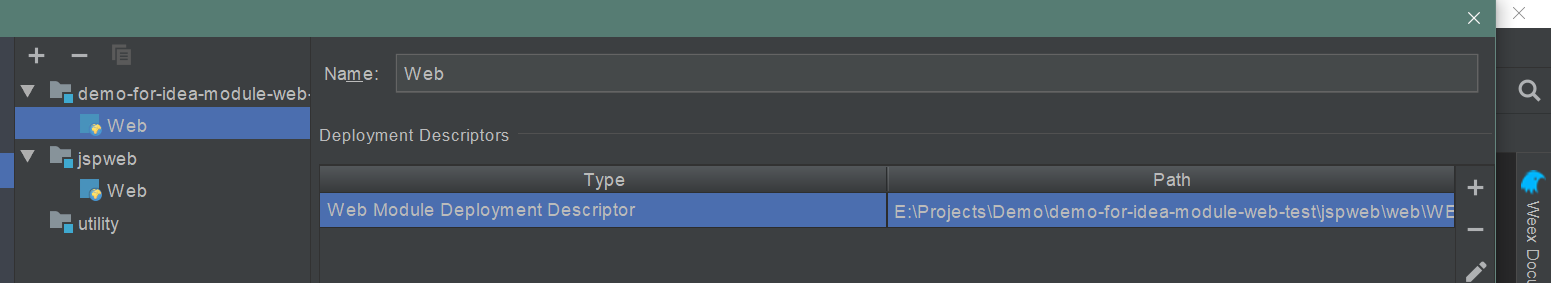 Name:
Web
demo-for-idea-module-web-
Web
Deployment Descriptors
jspweb
Type
Path
Web
Web Module Deployment Descriptor
E:\Projects\Demo\demo-for-idea-module-web-test\jspweb\web\WE
utility
Weex Docu